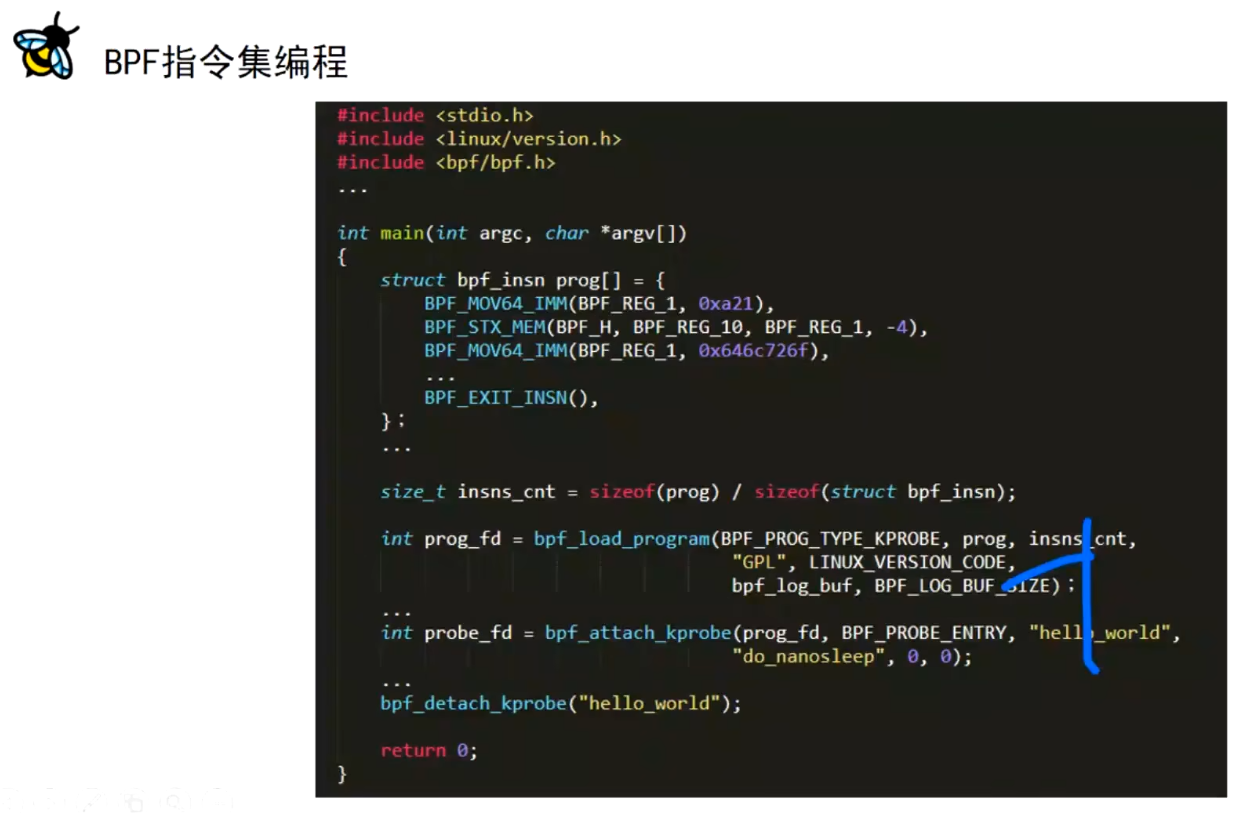 BPF指令集编程
#include <stdio.h>
#include <linux/version.h>
#include <bpf/bpf.h>
...
int main(int argc, char *argv[])
{
struct bpf_insn prog[] = {
BPF_MOV64_IMM(BPF_REG_1, 0xa21),
BPF_STX_MEM(BPF_H, BPF_REG_10, BPF_REG_1, -4),
BPF_MOV64_IMM(BPF_REG_1, 0x646c726f),
...
BPF_EXIT_INSN(),
};
...
size_t insns_cnt = sizeof(prog) / sizeof(struct bpf_insn);
int prog_fd = bpf_load_program(BPF_PROG_TYPE_KPROBE, prog, insns_cnt,
"GPL", LINUX_VERSION_CODE,
bpf_log_buf, BPF_LOG_BUF_SIZE);
...
int probe_fd = bpf_attach_kprobe(prog_fd, BPF_PROBE_ENTRY, "hello_world",
"do_nanosleep", 0, 0);
...
bpf_detach_kprobe("hello_world");
return 0;
}